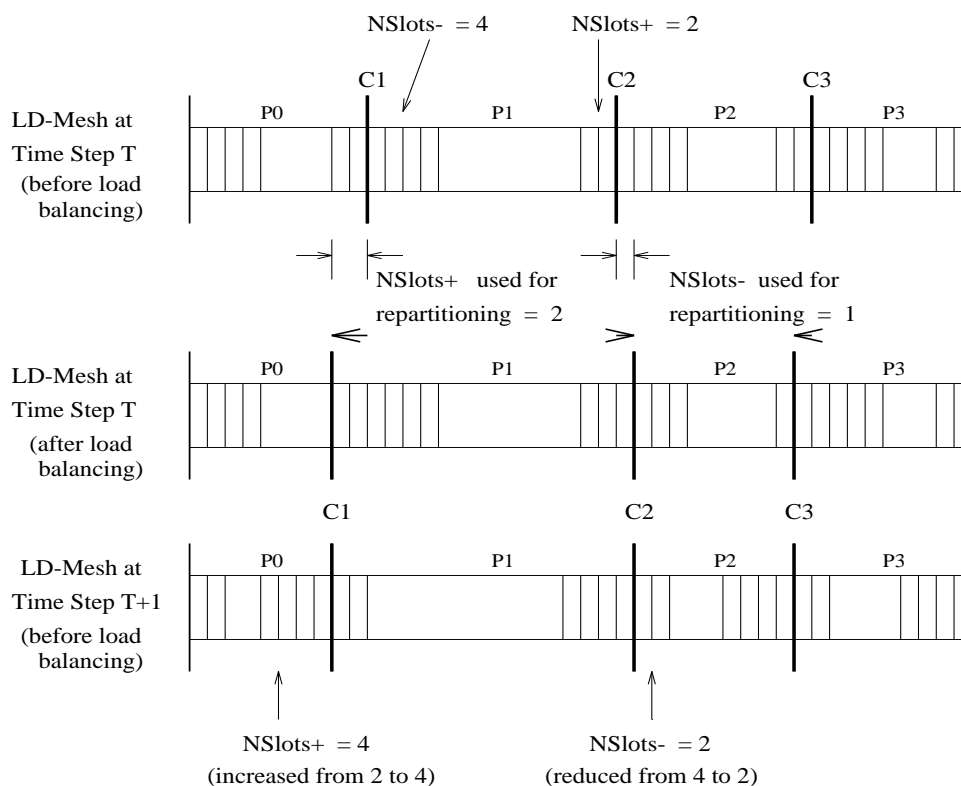 NSlots- = 4
NSlots+ = 2
C1
C2
C3
P0
P1
P2
P3
LD-Mesh at
Time Step T
(before load
balancing)
NSlots+ used for
repartitioning = 2
NSlots- used for
repartitioning = 1
P0
P1
P2
P3
LD-Mesh at
Time Step T
(after load
balancing)
C1
C2
C3
P0
P1
P2
P3
LD-Mesh at
Time Step T+1
(before load
balancing)
NSlots+ = 4
(increased from 2 to 4)
NSlots- = 2
(reduced from 4 to 2)